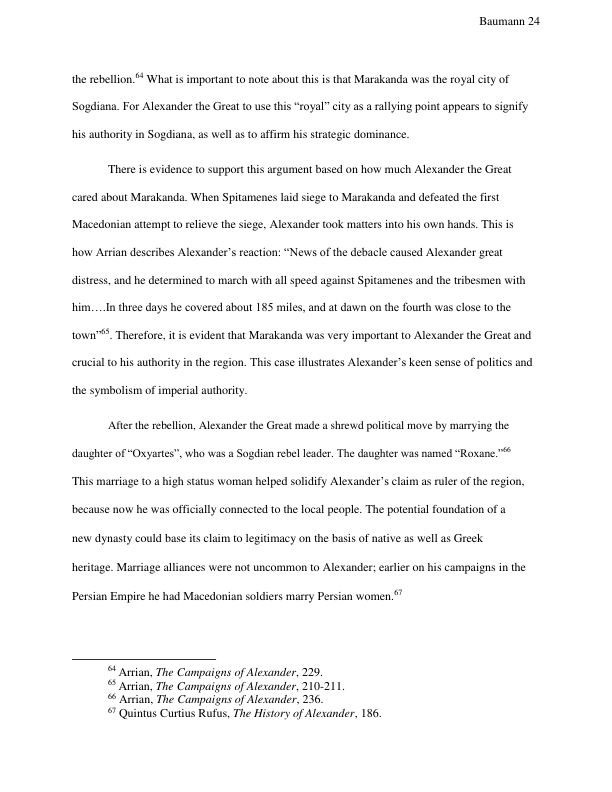 Baumann 24
the rebellion.64 What is important to note about this is that Marakanda was the royal city of
Sogdiana. For Alexander the Great to use this “royal” city as a rallying point appears to signify
his authority in Sogdiana, as well as to affirm his strategic dominance.
There is evidence to support this argument based on how much Alexander the Great
cared about Marakanda. When Spitamenes laid siege to Marakanda and defeated the first
Macedonian attempt to relieve the siege, Alexander took matters into his own hands. This is
how Arrian describes Alexander’s reaction: “News of the debacle caused Alexander great
distress, and he determined to march with all speed against Spitamenes and the tribesmen with
him….In three days he covered about 185 miles, and at dawn on the fourth was close to the
town”65. Therefore, it is evident that Marakanda was very important to Alexander the Great and
crucial to his authority in the region. This case illustrates Alexander’s keen sense of politics and
the symbolism of imperial authority.
After the rebellion, Alexander the Great made a shrewd political move by marrying the
daughter of “Oxyartes”, who was a Sogdian rebel leader. The daughter was named “Roxane.”66
This marriage to a high status woman helped solidify Alexander’s claim as ruler of the region,
because now he was officially connected to the local people. The potential foundation of a
new dynasty could base its claim to legitimacy on the basis of native as well as Greek
heritage. Marriage alliances were not uncommon to Alexander; earlier on his campaigns in the
Persian Empire he had Macedonian soldiers marry Persian women.67
64 Arrian, The Campaigns of Alexander, 229.
65 Arrian, The Campaigns of Alexander, 210-211.
66 Arrian, The Campaigns of Alexander, 236.
67 Quintus Curtius Rufus, The History of Alexander, 186.